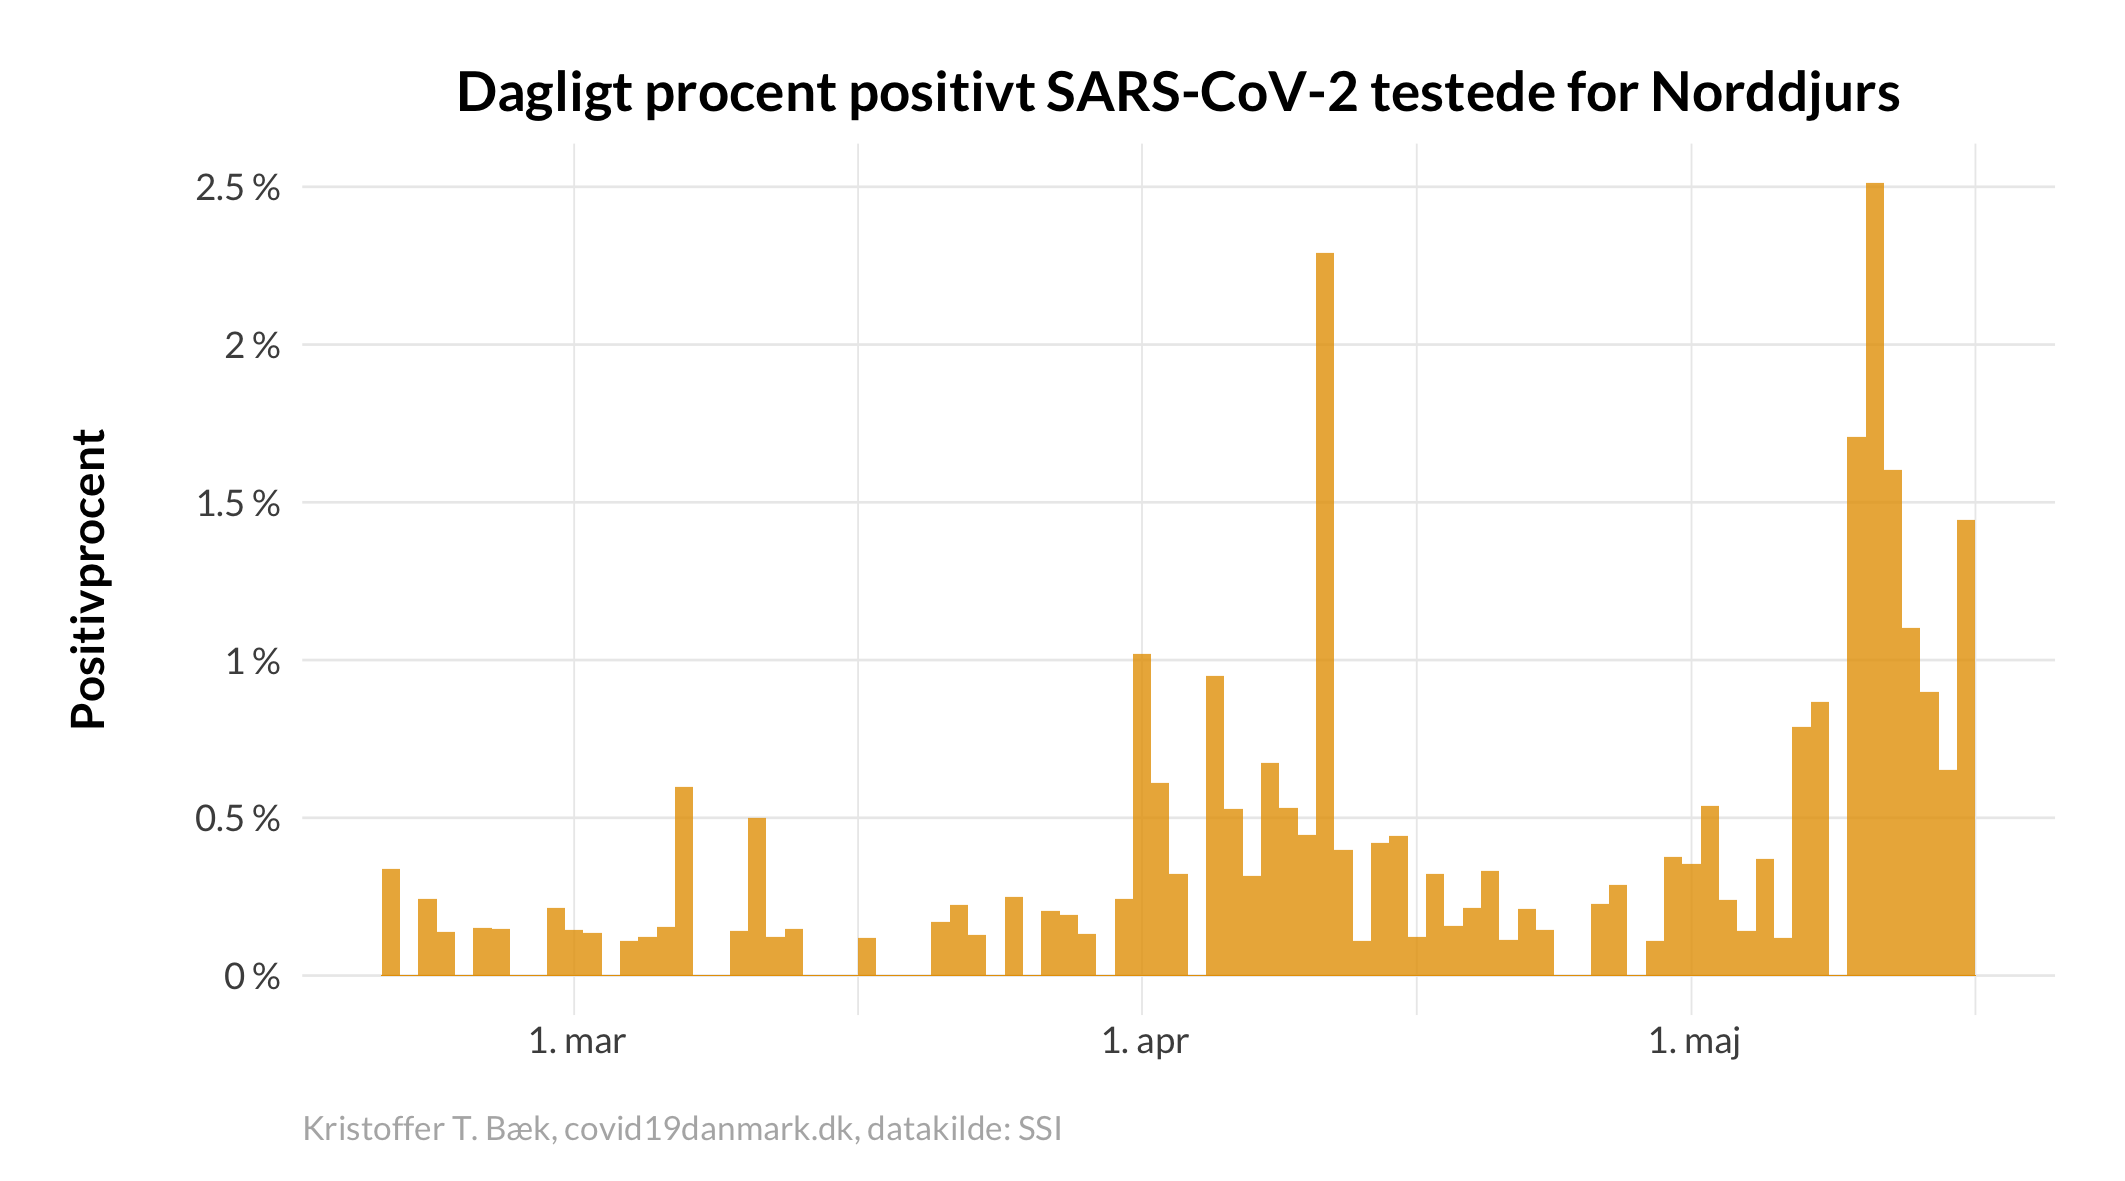 Dagligt procent positivt SARS-CoV-2 testede for Norddjurs
Positivprocent
2.5 %
2 %
1.5 %
1 %
0.5 %
0 %
1. mar
1. apr
1. maj
Kristoffer T. Bæk, covid19danmark.dk, datakilde: SSI